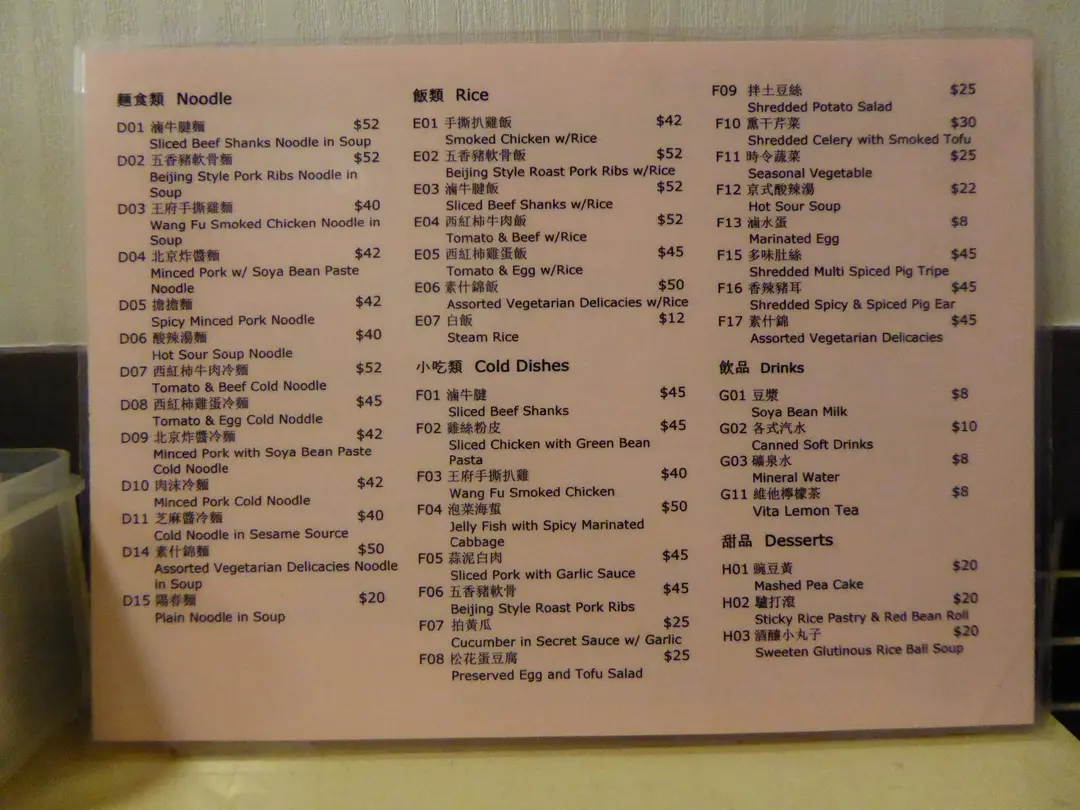 麵食類 Noodle
D01 滷牛腱麵 $52
Sliced Beef Shanks Noodle in Soup
D02 五香豬軟骨麵 $52
Beijing Style Pork Ribs Noodle in
Soup
D03 王府手撕雞麵 $40
Wang Fu Smoked Chicken Noodle in
Soup
D04 北京炸醬麵 $42
Minced Pork w/ Soya Bean Paste
Noodle
D05 擔擔麵 $42
Spicy Minced Pork Noodle
D06 酸辣湯麵 $40
Hot Sour Soup Noodle
D07 西紅柿牛肉冷麵 $52
Tomato & Beef Cold Noodle
D08 西紅柿雞蛋冷麵 $45
Tomato & Egg Cold Noddle
D09 北京炸醬冷麵 $42
Minced Pork with Soya Bean Paste
Cold Noodle
D10 肉沫冷麵 $42
Minced Pork Cold Noodle
D11 芝麻醬冷麵 $40
Cold Noodle in Sesame Source
D14 素什錦麵 $50
Assorted Vegetarian Delicacies Noodle
in Soup
D15 陽春麵 $20
Plain Noodle in Soup
飯類 Rice
E01 手撕扒雞飯 $42
Smoked Chicken w/Rice
E02 五香豬軟骨飯 $52
Beijing Style Roast Pork Ribs w/Rice
E03 滷牛腱飯 $52
Sliced Beef Shanks w/Rice
E04 西紅柿牛肉飯 $52
Tomato & Beef w/Rice
E05 西紅柿雞蛋飯 $45
Tomato & Egg w/Rice
E06 素什錦飯 $50
Assorted Vegetarian Delicacies w/Rice
E07 白飯 $12
Steam Rice
小吃類 Cold Dishes
F01 滷牛腱 $45
Sliced Beef Shanks
F02 雞絲粉皮 $45
Sliced Chicken with Green Bean
Pasta
F03 王府手撕扒雞 $40
Wang Fu Smoked Chicken
F04 泡菜海蜇 $50
Jelly Fish with Spicy Marinated
Cabbage
F05 蒜泥白肉 $45
Sliced Pork with Garlic Sauce
F06 五香豬軟骨 $45
Beijing Style Roast Pork Ribs
F07 拍黃瓜 $25
Cucumber in Secret Sauce w/ Garlic
F08 松花蛋豆腐 $25
Preserved Egg and Tofu Salad
F09 拌土豆絲 $25
Shredded Potato Salad
F10 熏干芹菜 $30
Shredded Celery with Smoked Tofu
F11 時令蔬菜 $25
Seasonal Vegetable
F12 京式酸辣湯 $22
Hot Sour Soup
F13 滷水蛋 $8
Marinated Egg
F15 多味肚絲 $45
Shredded Multi Spiced Pig Tripe
F16 香辣豬耳 $45
Shredded Spicy & Spiced Pig Ear
F17 素什錦 $45
Assorted Vegetarian Delicacies
飲品 Drinks
G01 豆漿 $8
Soya Bean Milk
G02 各式汽水 $10
Canned Soft Drinks
G03 礦泉水 $8
Mineral Water
G11 維他檸檬茶 $8
Vita Lemon Tea
甜品 Desserts
H01 豌豆黃 $20
Mashed Pea Cake
H02 驢打滾 $20
Sticky Rice Pastry & Red Bean Roll
H03 酒釀小丸子 $20
Sweeten Glutinous Rice Ball Soup